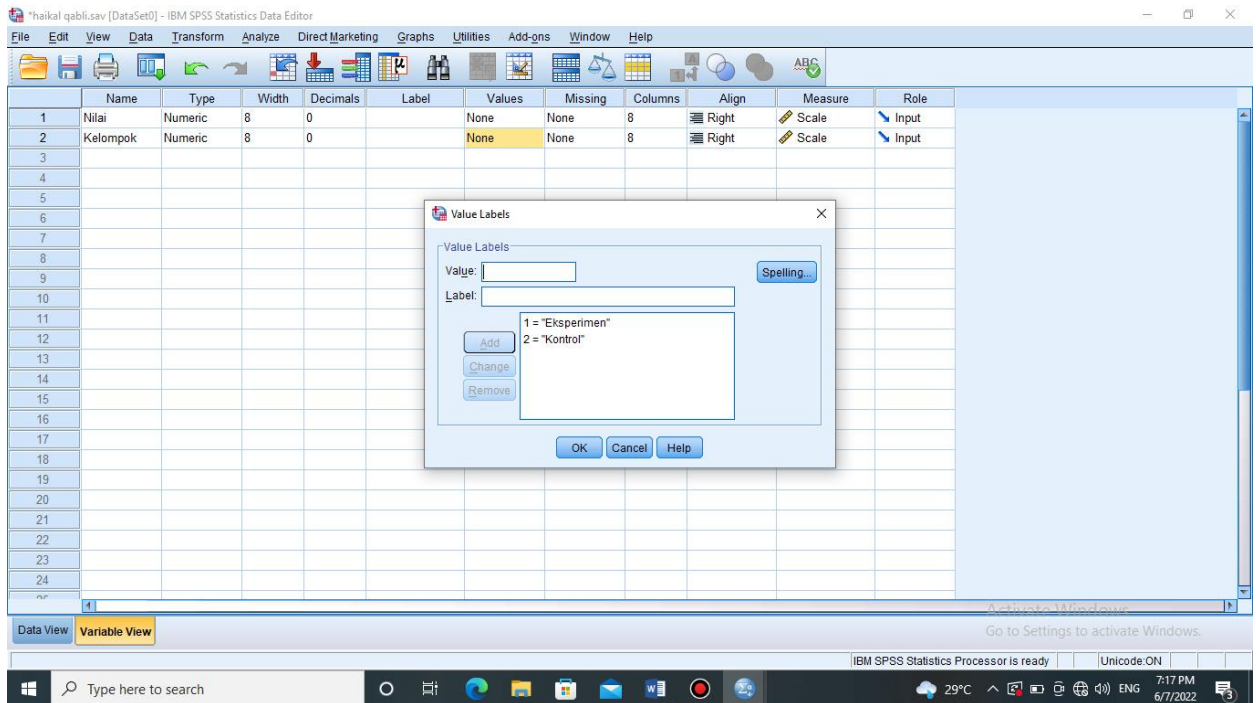 *haikal qabli.sav [DataSet0] - IBM SPSS Statistics Data Editor
File Edit View Data Transform Analyze Direct Marketing Graphs Utilities Add-ons Window Help
Name Type Width Decimals Label Values Missing Columns Align Measure Role
1 Nilai Numeric 8 0 None None 8 Right Scale Input
2 Kelompok Numeric 8 0 None None 8 Right Scale Input
3
4
5
6
7
8
9
10
11
12
13
14
15
16
17
18
19
20
21
22
23
24
Value Labels
Value Labels
Value:
Spelling...
Label:
1 = "Eksperimen"
2 = "Kontrol"
Add
Change
Remove
OK Cancel Help
Activate Windows
Go to Settings to activate Windows.
Data View Variable View
IBM SPSS Statistics Processor is ready Unicode:ON
Type here to search
29°C ENG 7:17 PM
6/7/2022